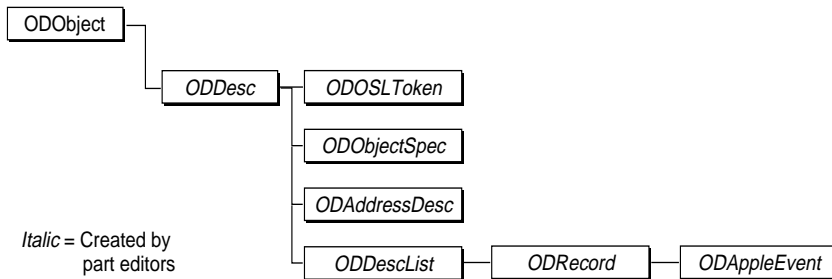 ODObject
ODDesc
ODOSLToken
ODObjectSpec
ODAddressDesc
ODDescList
ODRecord
ODAppleEvent
Italic = Created by
part editors